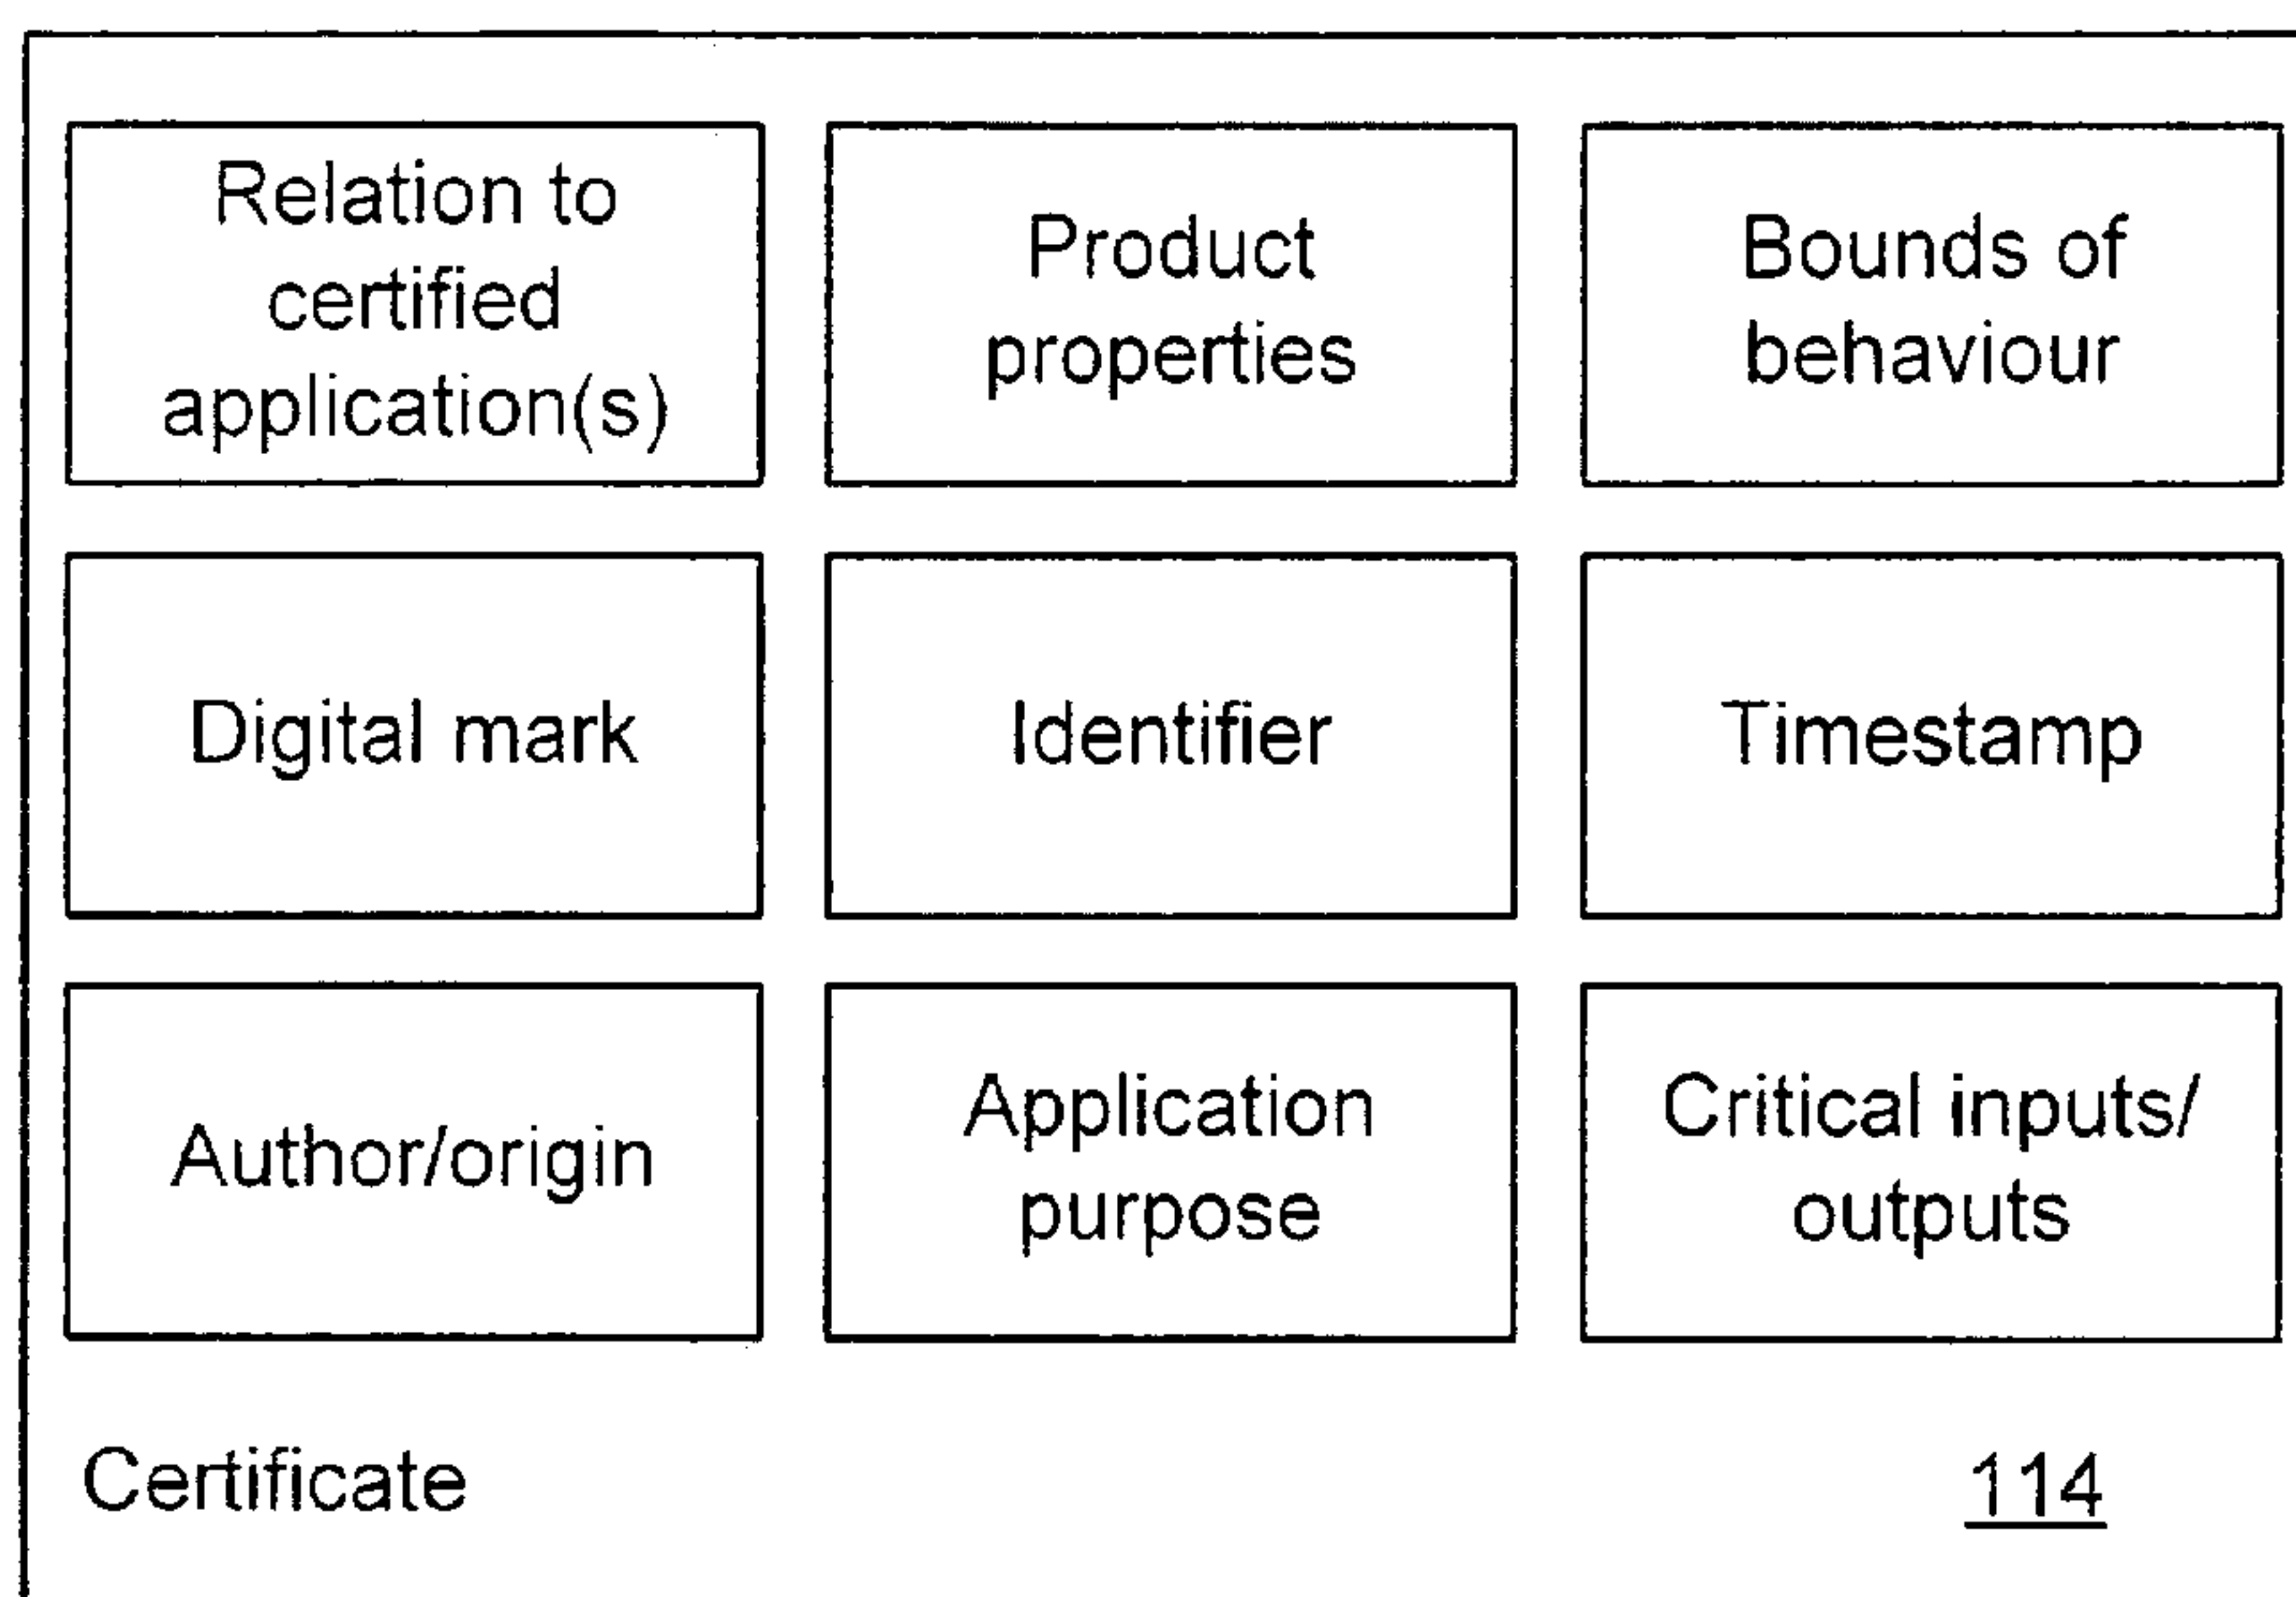 Relation to
certified
application(s)
Product
properties
Bounds of
behaviour
Digital mark
Identifier
Timestamp
Author/origin
Application
purpose
Critical inputs/
outputs
Certificate
114